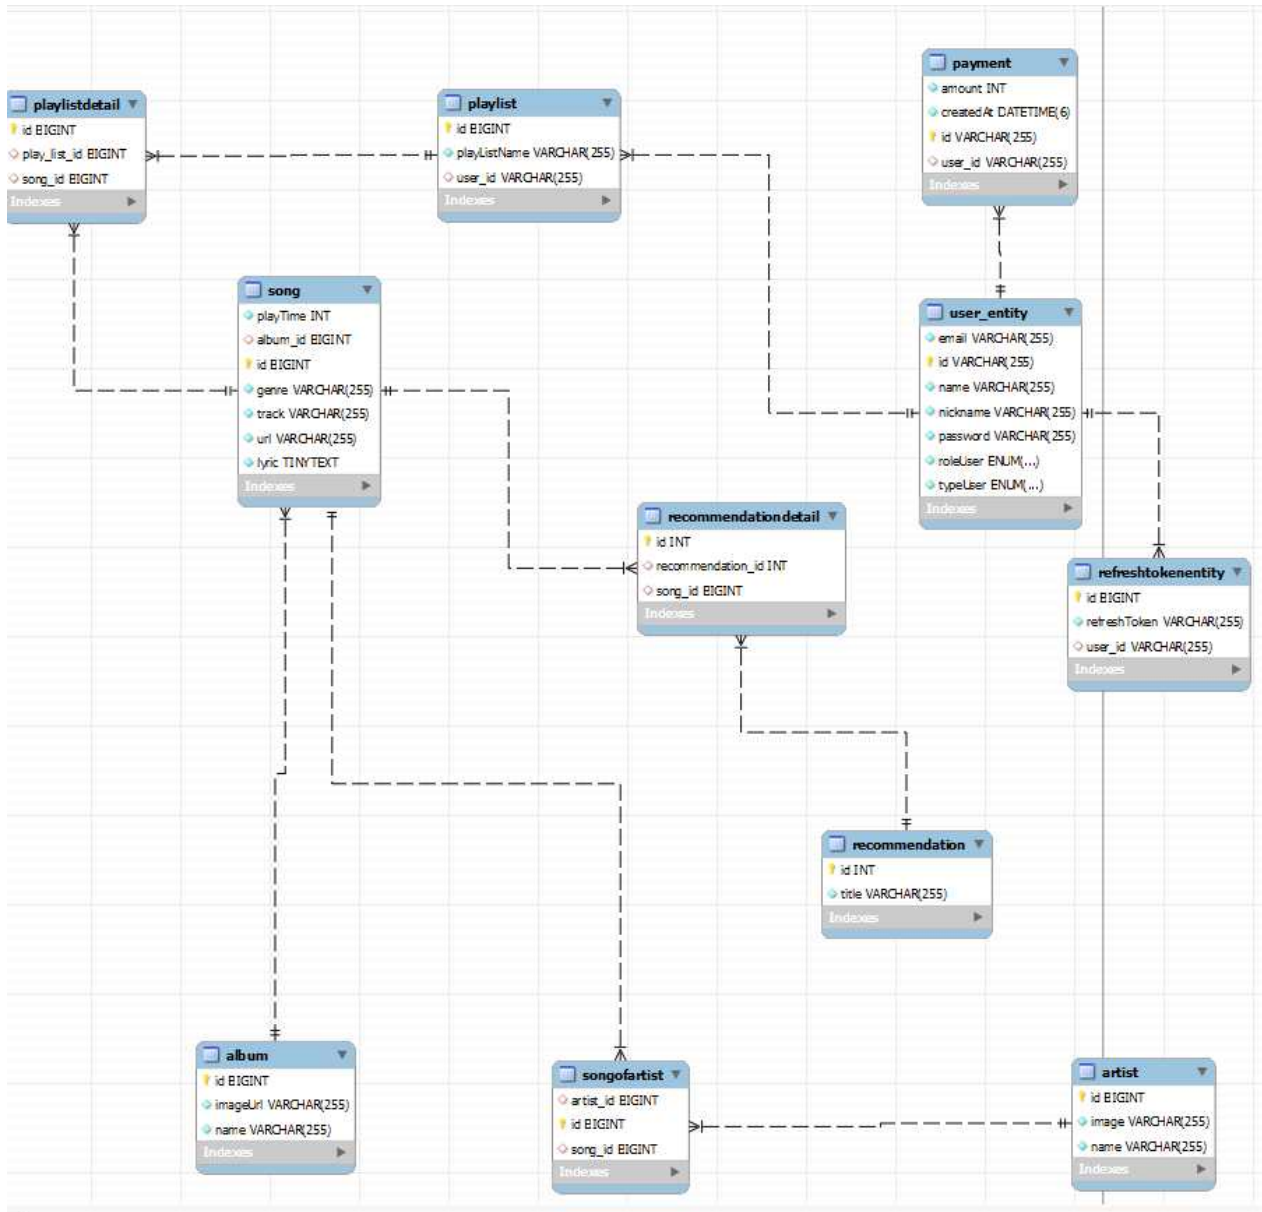 playlistdetail
id BIGINT
play_list_id BIGINT
song_id BIGINT
Indexes
playlist
id BIGINT
playListName VARCHAR(255)
user_id VARCHAR(255)
Indexes
payment
amount INT
createdAt DATETIME(6)
id VARCHAR(255)
user_id VARCHAR(255)
Indexes
song
playTime INT
album_id BIGINT
id BIGINT
genre VARCHAR(255)
track VARCHAR(255)
url VARCHAR(255)
lyric TINYTEXT
Indexes
user_entity
email VARCHAR(255)
id VARCHAR(255)
name VARCHAR(255)
nickname VARCHAR(255)
password VARCHAR(255)
roleUser ENUM(...)
typeUser ENUM(...)
Indexes
recommendationdetail
id INT
recommendation_id INT
song_id BIGINT
Indexes
refreshtokenentity
id BIGINT
refreshToken VARCHAR(255)
user_id VARCHAR(255)
Indexes
recommendation
id INT
title VARCHAR(255)
Indexes
album
id BIGINT
imageUrl VARCHAR(255)
name VARCHAR(255)
Indexes
songofartist
artist_id BIGINT
id BIGINT
song_id BIGINT
Indexes
artist
id BIGINT
image VARCHAR(255)
name VARCHAR(255)
Indexes